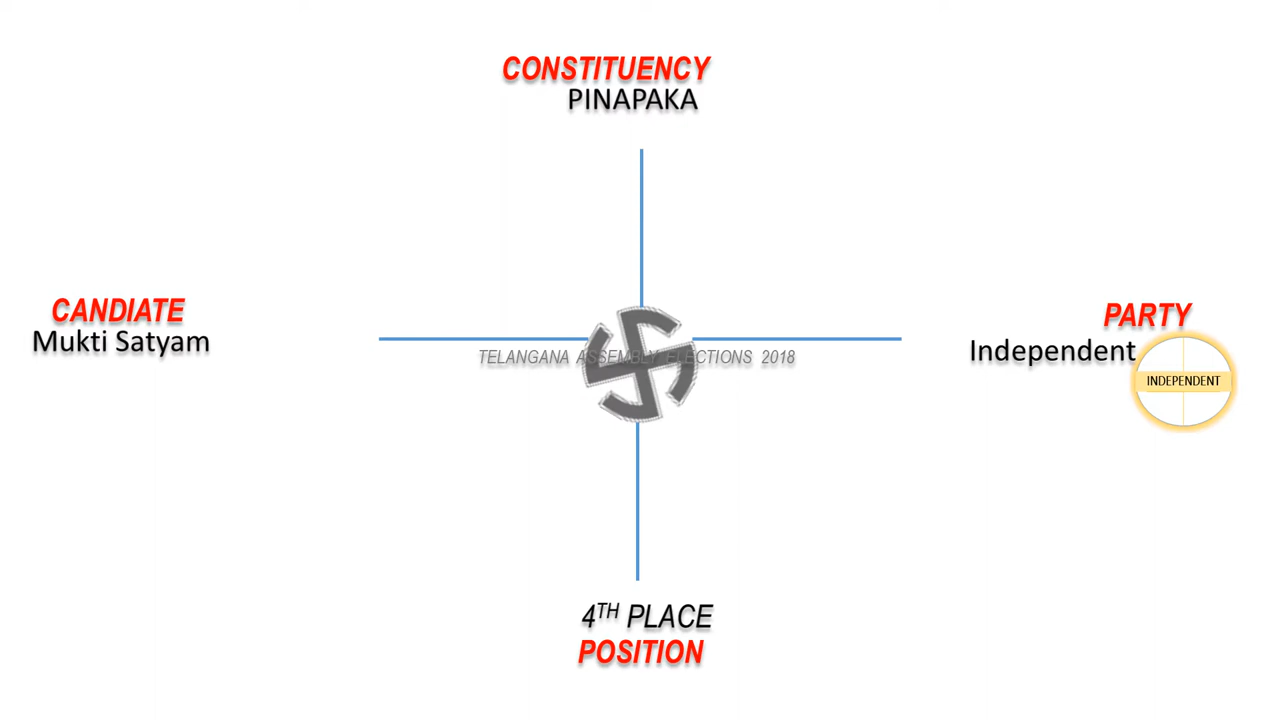 CONSTITUENCY
PINAPAKA
CANDIATE
Mukti Satyam
PARTY
Independent
INDEPENDENT
TELANGANA ASSEMBLY ELECTIONS 2018
4TH PLACE
POSITION